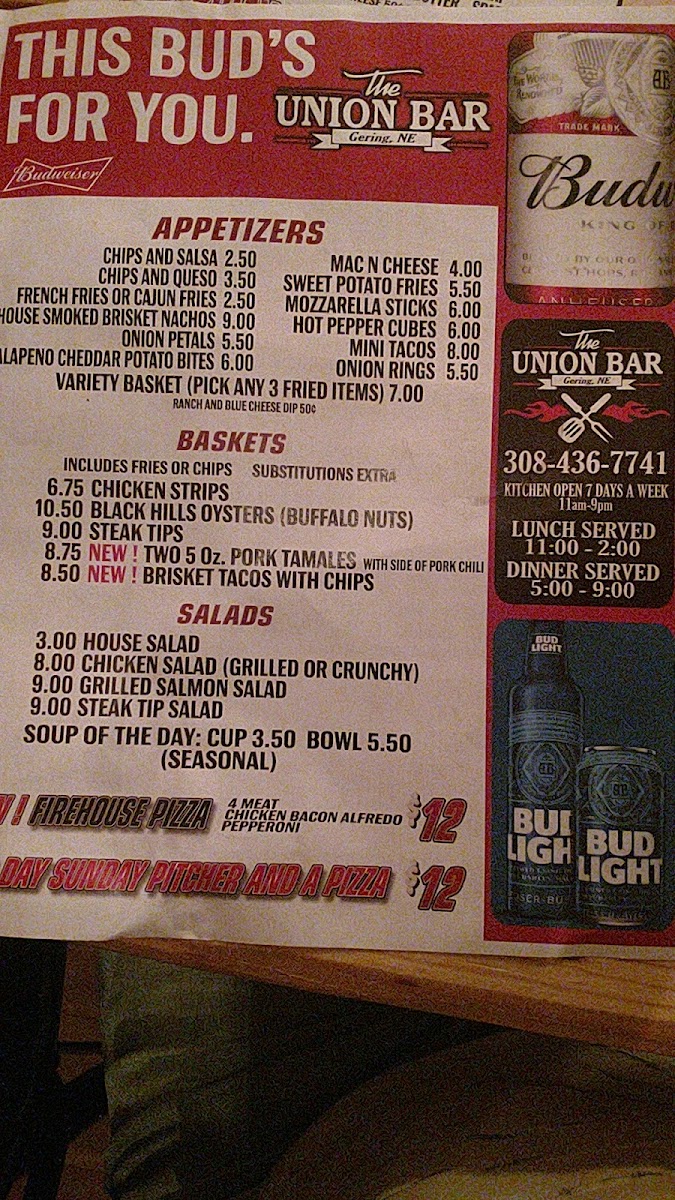 THIS BUD'S
FOR YOU.
Budweiser
The
UNION BAR
Gering, NE
APPETIZERS
CHIPS AND SALSA 2.50
CHIPS AND QUESO 3.50
FRENCH FRIES OR CAJUN FRIES 2.50
HOUSE SMOKED BRISKET NACHOS 9.00
ONION PETALS 5.50
ALAPENO CHEDDAR POTATO BITES 6.00
MAC N CHEESE 4.00
SWEET POTATO FRIES 5.50
MOZZARELLA STICKS 6.00
HOT PEPPER CUBES 6.00
MINI TACOS 8.00
ONION RINGS 5.50
VARIETY BASKET (PICK ANY 3 FRIED ITEMS) 7.00
RANCH AND BLUE CHEESE DIP 50¢
BASKETS
INCLUDES FRIES OR CHIPS SUBSTITUTIONS EXTRA
6.75 CHICKEN STRIPS
10.50 BLACK HILLS OYSTERS (BUFFALO NUTS)
9.00 STEAK TIPS
8.75 NEW! TWO 5 Oz. PORK TAMALES WITH SIDE OF PORK CHILI
8.50 NEW! BRISKET TACOS WITH CHIPS
SALADS
3.00 HOUSE SALAD
8.00 CHICKEN SALAD (GRILLED OR CRUNCHY)
9.00 GRILLED SALMON SALAD
9.00 STEAK TIP SALAD
SOUP OF THE DAY: CUP 3.50 BOWL 5.50
(SEASONAL)
! FIREHOUSE PIZZA
4 MEAT
CHICKEN BACON ALFREDO
PEPPERONI
$12
DAY SUNDAY PITCHER AND A PIZZA $12
TRADE MARK
Budw
KING OF
The
UNION BAR
Gering, NE
308-436-7741
KITCHEN OPEN 7 DAYS A WEEK
11am-9pm
LUNCH SERVED
11:00 - 2:00
DINNER SERVED
5:00 - 9:00
BUD
LIGHT
BUD
LIGH
BUD
LIGHT